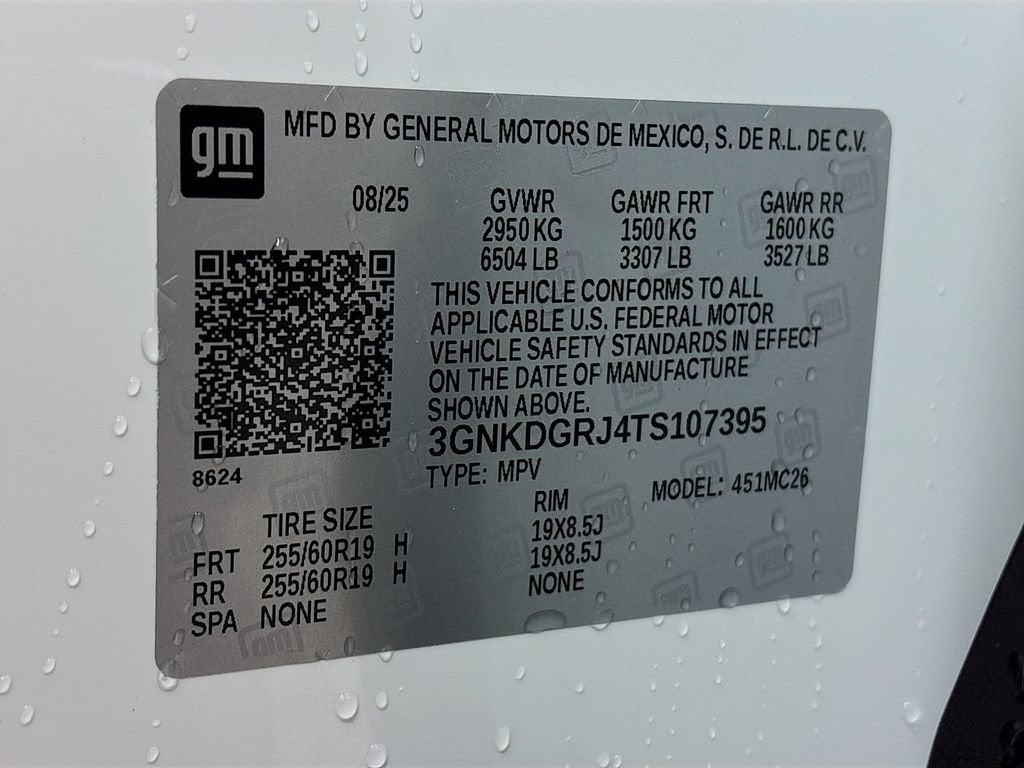 gm
MFD BY GENERAL MOTORS DE MEXICO, S. DE R.L. DE C.V.
08/25 GVWR GAWR FRT GAWR RR
2950 KG 1500 KG 1600 KG
6504 LB 3307 LB 3527 LB
THIS VEHICLE CONFORMS TO ALL
APPLICABLE U.S. FEDERAL MOTOR
VEHICLE SAFETY STANDARDS IN EFFECT
ON THE DATE OF MANUFACTURE
SHOWN ABOVE.
3GNKDGRJ4TS107395
8624
TYPE: MPV MODEL: 451MC26
TIRE SIZE RIM
FRT 255/60R19 H 19X8.5J
RR 255/60R19 H 19X8.5J
SPA NONE NONE